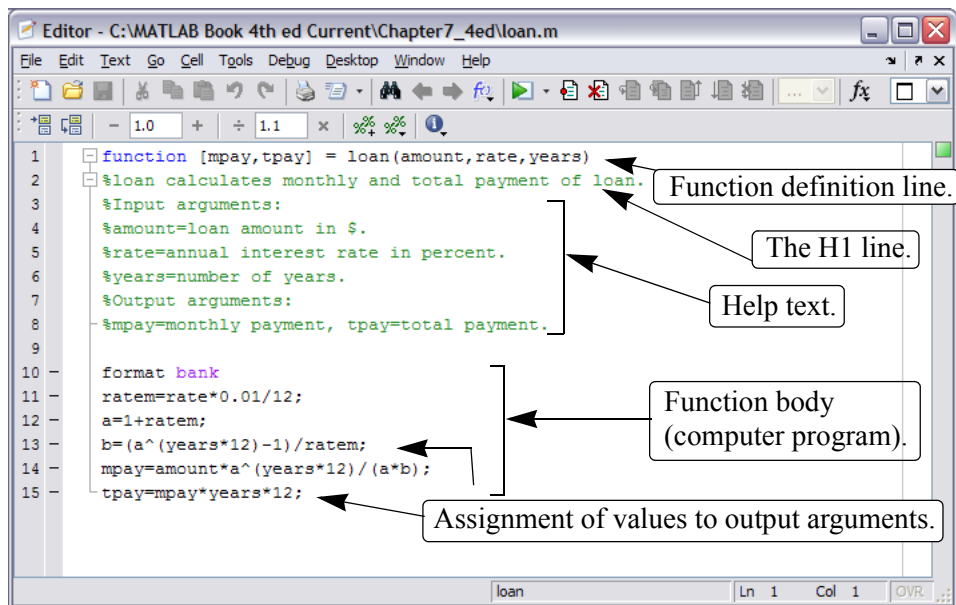 Editor - C:\MATLAB Book 4th ed Current\Chapter7_4ed\loan.m
File Edit Text Go Cell Tools Debug Desktop Window Help
... fx
- 1.0 + ÷ 1.1 ×
1 function [mpay,tpay] = loan(amount,rate,years)
Function definition line.
2 %loan calculates monthly and total payment of loan.
The H1 line.
3 %Input arguments:
4 %amount=loan amount in $.
5 %rate=annual interest rate in percent.
6 %years=number of years.
7 %Output arguments:
8 %mpay=monthly payment, tpay=total payment.
Help text.
9
10 - format bank
11 - ratem=rate*0.01/12;
12 - a=1+ratem;
13 - b=(a^(years*12)-1)/ratem;
14 - mpay=amount*a^(years*12)/(a*b);
15 - tpay=mpay*years*12;
Function body
(computer program).
Assignment of values to output arguments.
loan Ln 1 Col 1 OVR